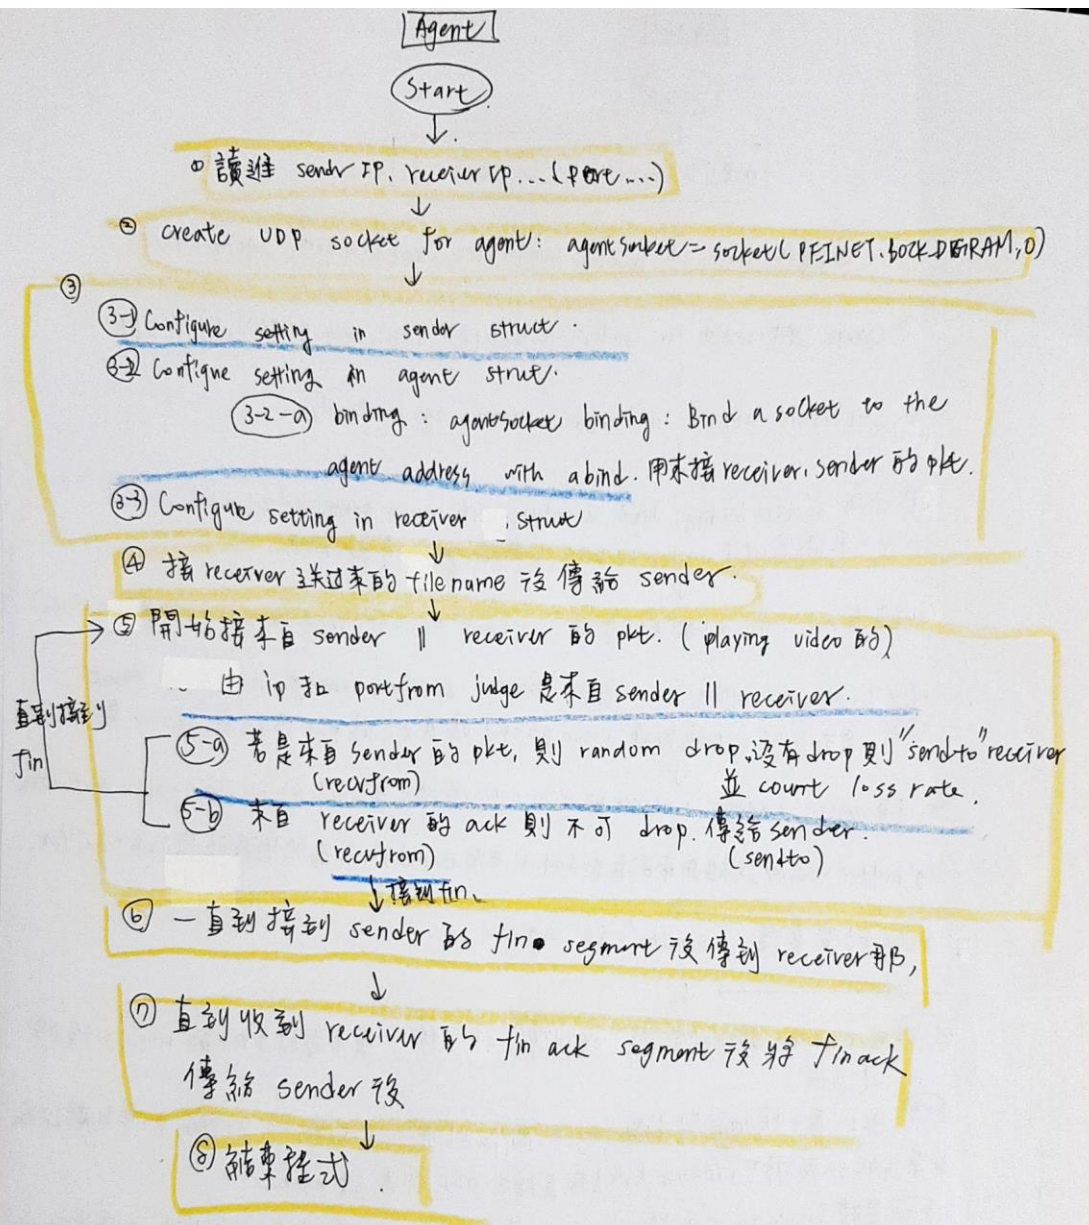 Agent
Start
① 讀進 sender IP, receiver IP...(port...)
② create UDP socket for agent: agentsocket = socket(PF_INET, SOCK_DGRAM, 0)
③
3-1 Configure setting in sender struct.
3-2 Configue setting in agent strut.
3-2-a binding : agentsocket binding : Bind a socket to the
agent address with a bind. 用來接 receiver, sender 的 pkt.
3-3 Configure setting in receiver struct
④ 接 receiver 送过來的 filename 後傳給 sender.
⑤ 開始接來自 sender || receiver 的 pkt. (playing video 的)
由 ip 和 portfrom judge 是來自 sender || receiver.
直到接到
fin
5-a 若是來自 sender 的 pkt, 則 random drop, 沒有 drop 則 "sendto" receiver
(recvfrom) 並 count loss rate.
5-b 來自 receiver 的 ack 則不可 drop. 傳給 sender.
(recvfrom) (sendto)
接到 fin.
⑥ 一直到接到 sender 的 fin segment 後傳到 receiver 那,
⑦ 直到收到 receiver 的 fin ack segment 後將 finack
傳給 sender 後
⑧ 結束程式.